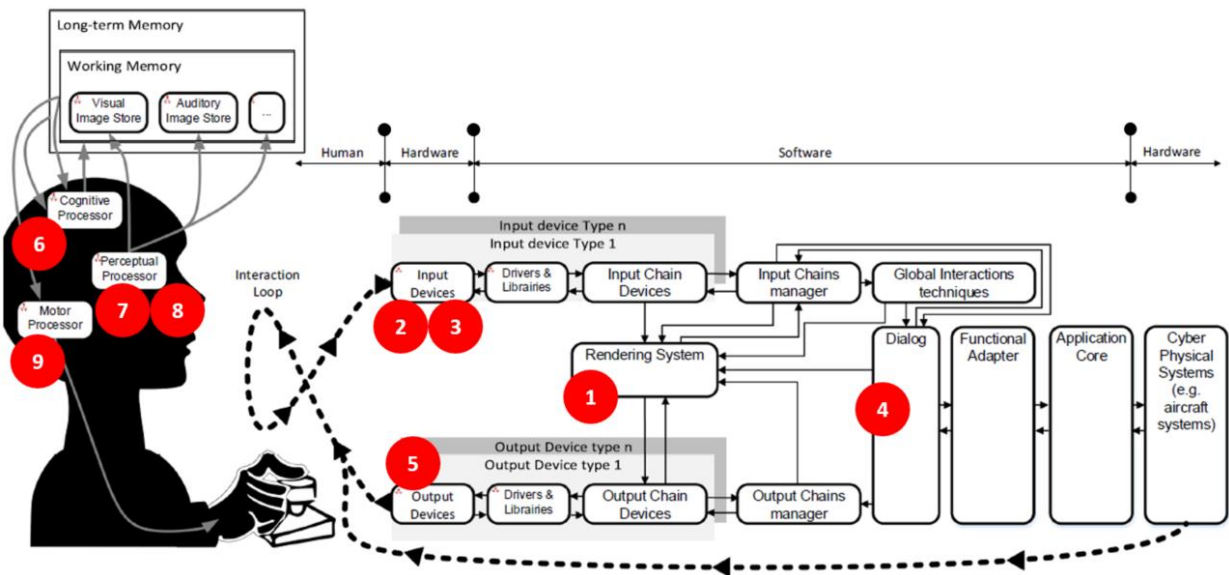 Long-term Memory
Working Memory
Visual
Image Store
Auditory
Image Store
...
Human
Hardware
Software
Hardware
Cognitive
Processor
6
Perceptual
Processor
7
8
Motor
Processor
9
Interaction
Loop
Input device Type n
Input device Type 1
Input
Devices
2
3
Drivers &
Librairies
Input Chain
Devices
Input Chains
manager
Global Interactions
techniques
Rendering System
1
Dialog
4
Functional
Adapter
Application
Core
Cyber
Physical
Systems
(e.g.
aircraft
systems)
Output Device type n
Output Device type 1
5
Output
Devices
Drivers &
Librairies
Output Chain
Devices
Output Chains
manager